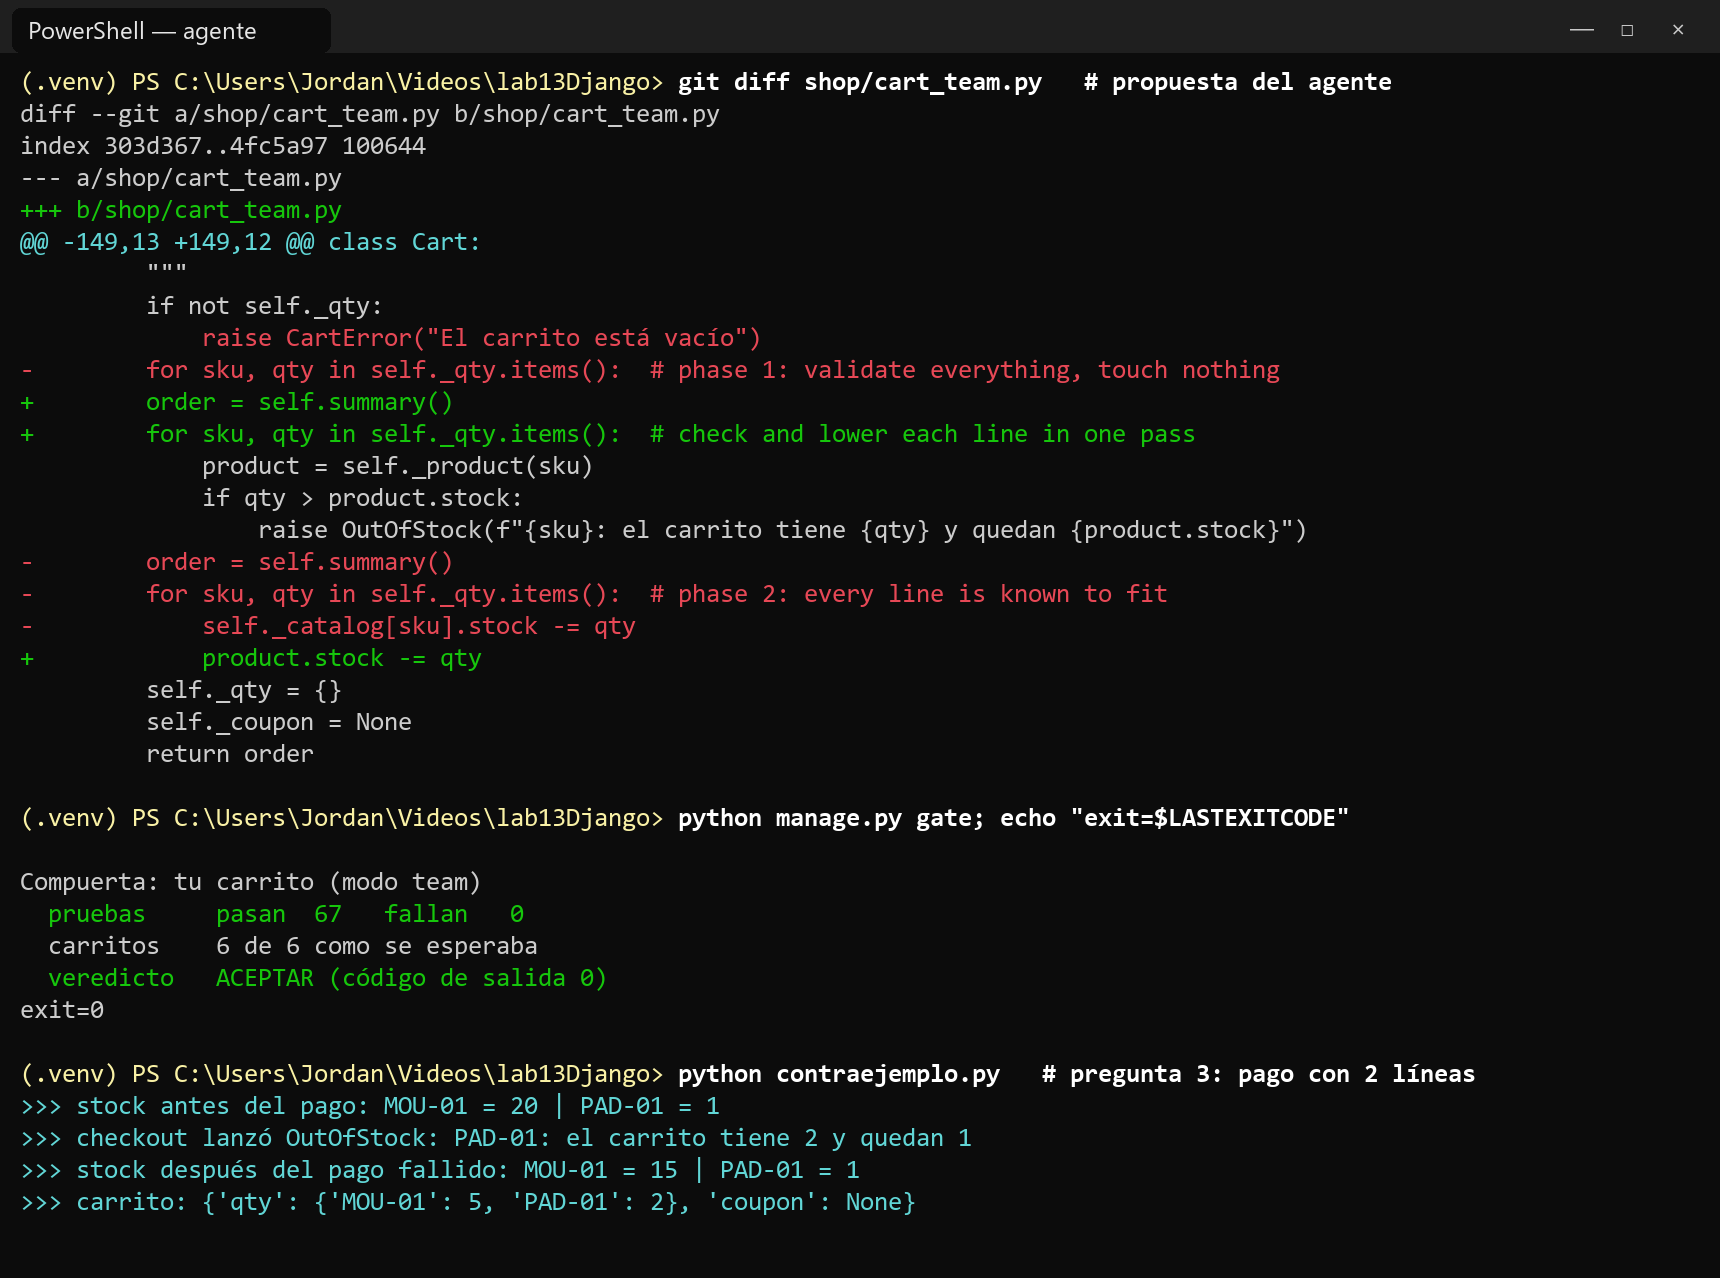 PowerShell — agente
(.venv) PS C:\Users\Jordan\Videos\lab13Django> git diff shop/cart_team.py   # propuesta del agente
diff --git a/shop/cart_team.py b/shop/cart_team.py
index 303d367..4fc5a97 100644
--- a/shop/cart_team.py
+++ b/shop/cart_team.py
@@ -149,13 +149,12 @@ class Cart:
         """
         if not self._qty:
             raise CartError("El carrito está vacío")
-        for sku, qty in self._qty.items():  # phase 1: validate everything, touch nothing
+        order = self.summary()
+        for sku, qty in self._qty.items():  # check and lower each line in one pass
             product = self._product(sku)
             if qty > product.stock:
                 raise OutOfStock(f"{sku}: el carrito tiene {qty} y quedan {product.stock}")
-        order = self.summary()
-        for sku, qty in self._qty.items():  # phase 2: every line is known to fit
-            self._catalog[sku].stock -= qty
+            product.stock -= qty
         self._qty = {}
         self._coupon = None
         return order
(.venv) PS C:\Users\Jordan\Videos\lab13Django> python manage.py gate; echo "exit=$LASTEXITCODE"
Compuerta: tu carrito (modo team)
  pruebas     pasan  67   fallan   0
  carritos    6 de 6 como se esperaba
  veredicto   ACEPTAR (código de salida 0)
exit=0
(.venv) PS C:\Users\Jordan\Videos\lab13Django> python contraejemplo.py   # pregunta 3: pago con 2 líneas
>>> stock antes del pago: MOU-01 = 20 | PAD-01 = 1
>>> checkout lanzó OutOfStock: PAD-01: el carrito tiene 2 y quedan 1
>>> stock después del pago fallido: MOU-01 = 15 | PAD-01 = 1
>>> carrito: {'qty': {'MOU-01': 5, 'PAD-01': 2}, 'coupon': None}